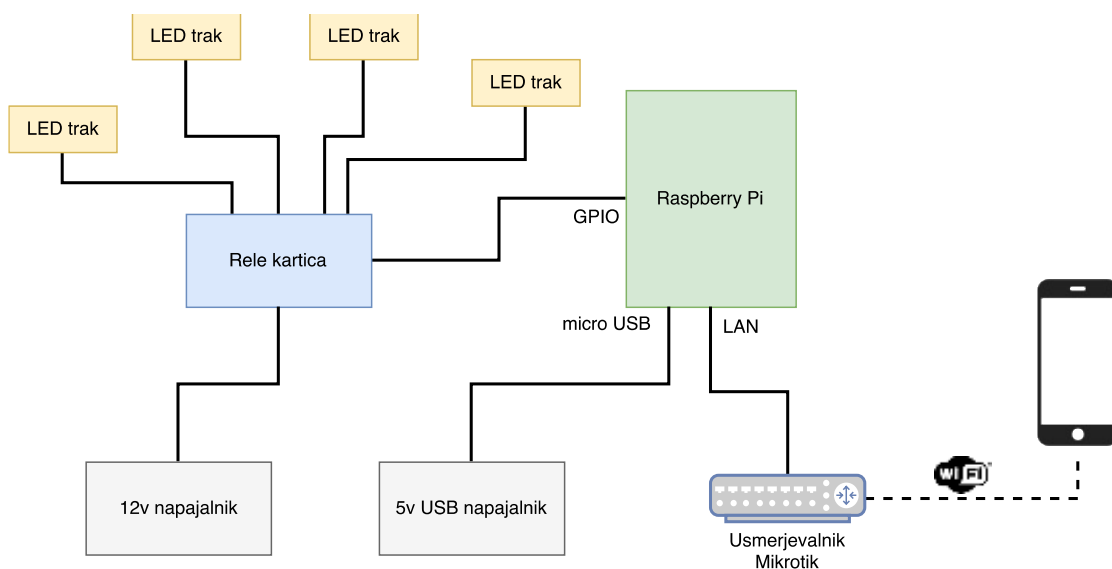 LED trak
LED trak
LED trak
LED trak
Raspberry Pi
GPIO
Rele kartica
micro USB
LAN
WiFi
12v napajalnik
5v USB napajalnik
Usmerjevalnik
Mikrotik